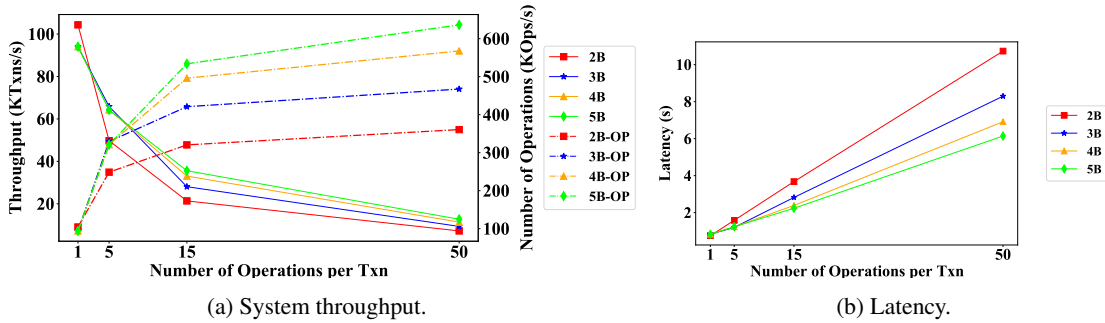 Throughput (KTxns/s)
100
80
60
40
20
1
5
15
50
Number of Operations per Txn
600
500
400
300
200
100
Number of Operations (KOps/s)
2B
3B
4B
5B
2B-OP
3B-OP
4B-OP
5B-OP
(a) System throughput.
Latency (s)
10
8
6
4
2
1
5
15
50
Number of Operations per Txn
2B
3B
4B
5B
(b) Latency.